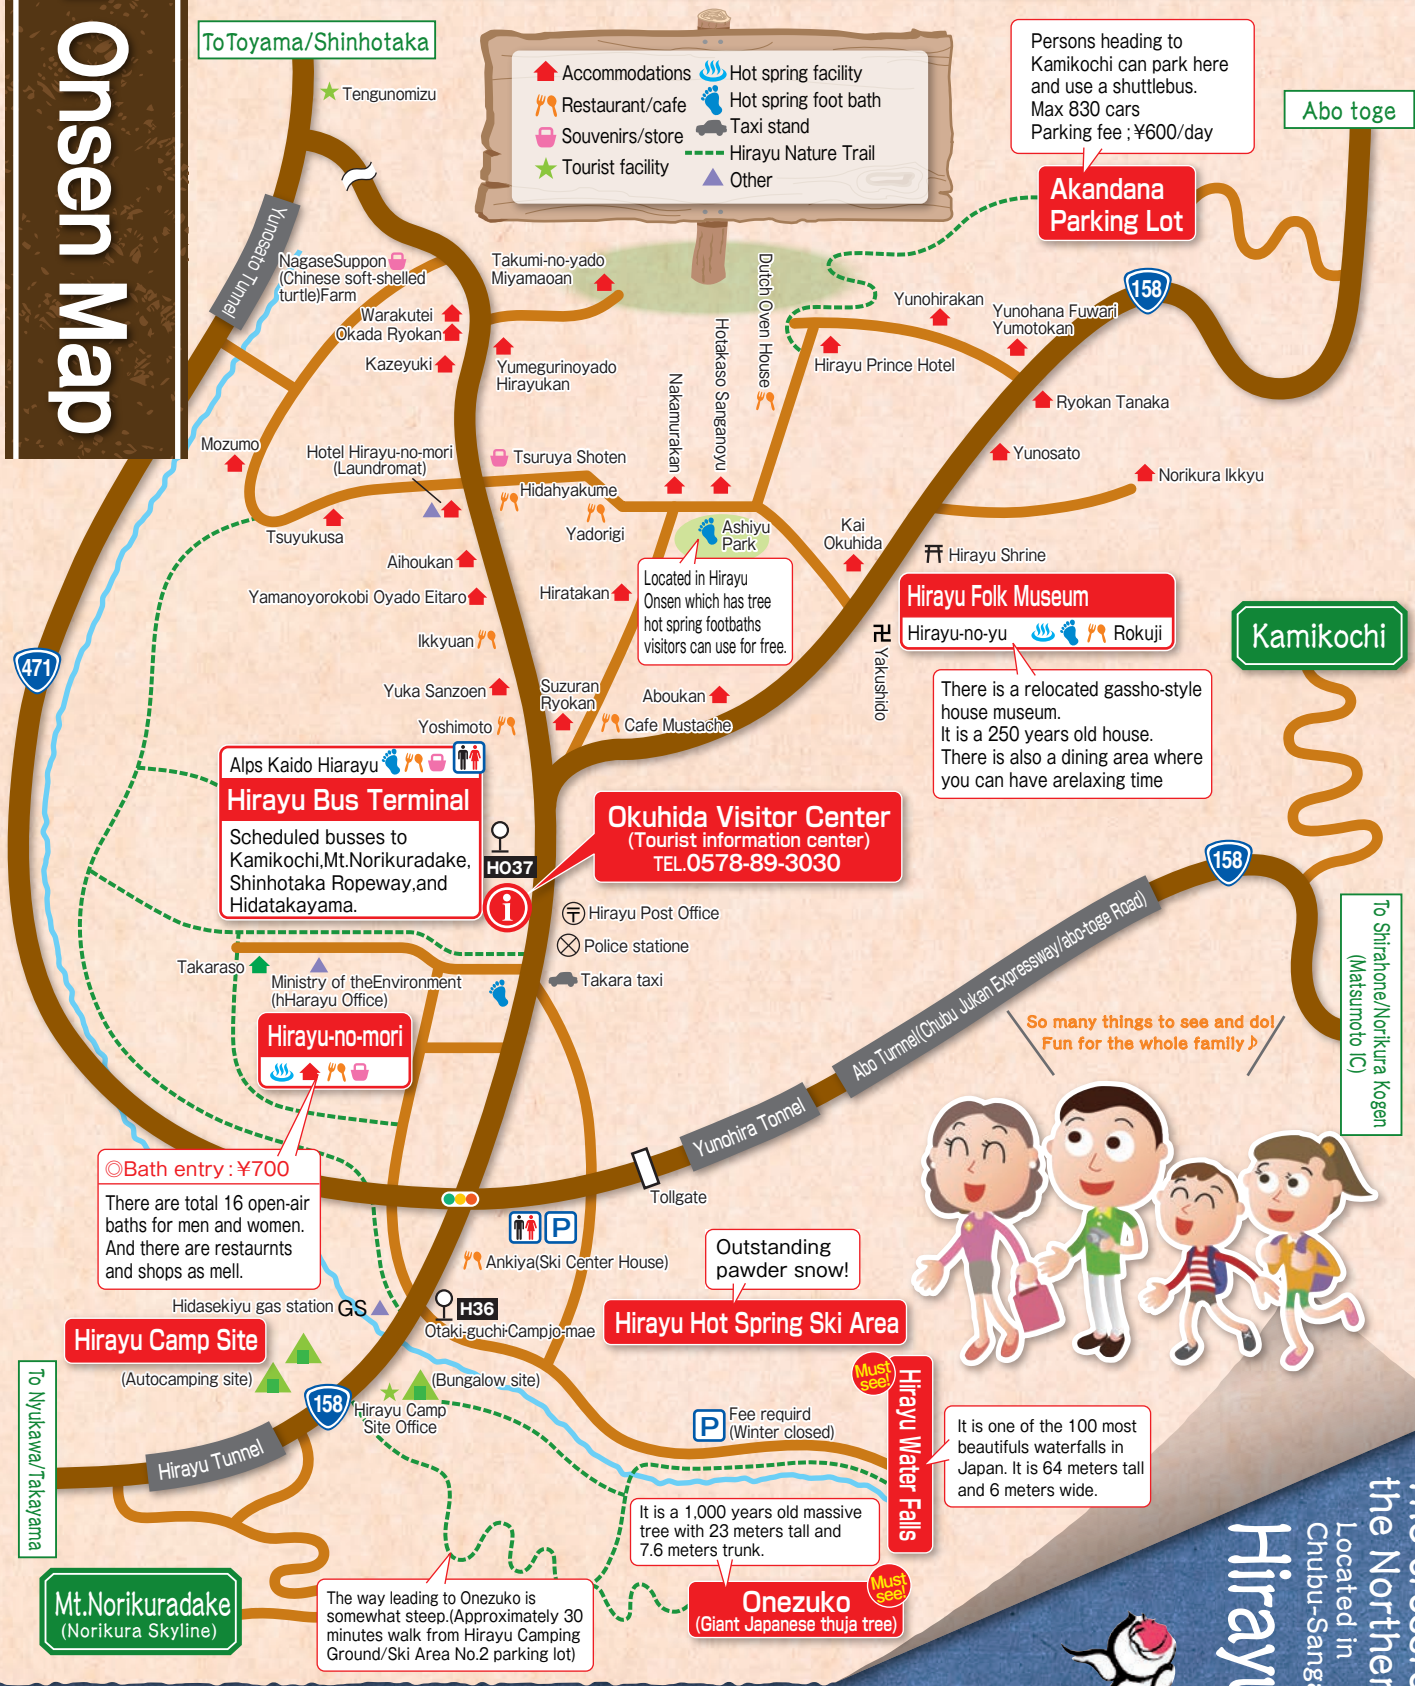 Onsen Map
To Toyama/Shinhotaka
Tengunomizu
Accommodations
Restaurant/cafe
Souvenirs/store
Tourist facility
Hot spring facility
Hot spring foot bath
Taxi stand
Hirayu Nature Trail
Other
Persons heading to
Kamikochi can park here
and use a shuttlebus.
Max 830 cars
Parking fee ; ¥600/day
Akandana
Parking Lot
Abo toge
158
Yunosato Tunnel
NagaseSuppon
(Chinese soft-shelled
turtle)Farm
Warakutei
Okada Ryokan
Kazeyuki
Takumi-no-yado
Miyamaoan
Yumegurinoyado
Hirayukan
Dutch Oven House
Hotakaso Sanganoyu
Nakamurakan
Yunohirakan
Yunohana Fuwari
Yumotokan
Hirayu Prince Hotel
Ryokan Tanaka
Yunosato
Norikura Ikkyu
Mozumo
Hotel Hirayu-no-mori
(Laundromat)
Tsuruya Shoten
Hidahyakume
Yadorigi
Tsuyukusa
Ashiyu
Park
Kai
Okuhida
Hirayu Shrine
Aihoukan
Yamanoyorokobi Oyado Eitaro
Hiratakan
Located in Hirayu
Onsen which has tree
hot spring footbaths
visitors can use for free.
Hirayu Folk Museum
Hirayu-no-yu
Rokuji
There is a relocated gassho-style
house museum.
It is a 250 years old house.
There is also a dining area where
you can have arelaxing time
卍 Yakushido
Kamikochi
471
Ikkyuan
Yuka Sanzoen
Yoshimoto
Suzuran
Ryokan
Aboukan
Cafe Mustache
Alps Kaido Hiarayu
Hirayu Bus Terminal
Scheduled busses to
Kamikochi,Mt.Norikuradake,
Shinhotaka Ropeway,and
Hidatakayama.
HO37
i
Okuhida Visitor Center
(Tourist information center)
TEL.0578-89-3030
〒 Hirayu Post Office
Police statione
Takara taxi
158
To Shirahone/Norikura Kogen
(Matsumoto IC)
Takaraso
Ministry of theEnvironment
(hHarayu Office)
Hirayu-no-mori
◎Bath entry : ¥700
There are total 16 open-air
baths for men and women.
And there are restaurnts
and shops as mell.
Abo Turnnel(Chubu Jukan Expressway/abo-toge Road)
Yunohira Tonnel
Tollgate
So many things to see and do!
Fun for the whole family♪
P
Ankiya(Ski Center House)
Outstanding
pawder snow!
Hirayu Hot Spring Ski Area
Hidasekiyu gas station GS
H36
Otaki-guchi·Campjo-mae
Hirayu Camp Site
(Autocamping site)
(Bungalow site)
Hirayu Camp
Site Office
158
Hirayu Tunnel
To Nyukawa/Takayama
Mt.Norikuradake
(Norikura Skyline)
P
Fee requird
(Winter closed)
Must
see!
Hirayu Water Falls
It is one of the 100 most
beautifuls waterfalls in
Japan. It is 64 meters tall
and 6 meters wide.
It is a 1,000 years old massive
tree with 23 meters tall and
7.6 meters trunk.
Must
see!
Onezuko
(Giant Japanese thuja tree)
The way leading to Onezuko is
somewhat steep.(Approximately 30
minutes walk from Hirayu Camping
Ground/Ski Area No.2 parking lot)
the Norther
Located in
Chubu-Sanga
Hirayu